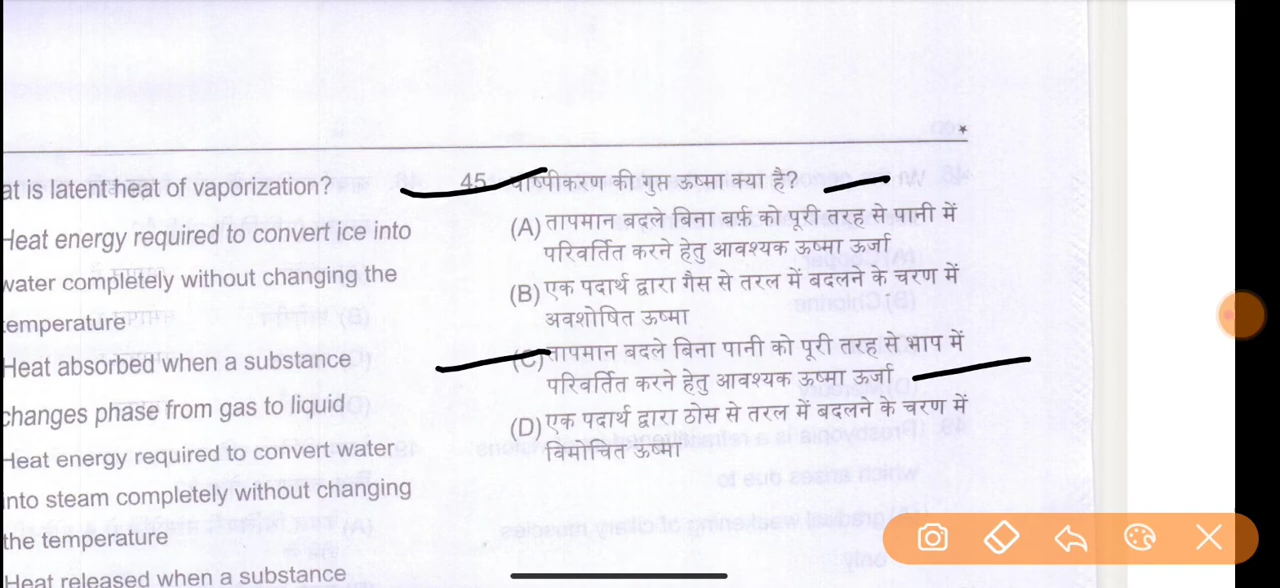 *
at is latent heat of vaporization?
Heat energy required to convert ice into
water completely without changing the
temperature
Heat absorbed when a substance
changes phase from gas to liquid
Heat energy required to convert water
into steam completely without changing
the temperature
Heat released when a substance
45 वाष्पीकरण की गुप्त ऊष्मा क्या है?
(A) तापमान बदले बिना बर्फ़ को पूरी तरह से पानी में
परिवर्तित करने हेतु आवश्यक ऊष्मा ऊर्जा
(B) एक पदार्थ द्वारा गैस से तरल में बदलने के चरण में
अवशोषित ऊष्मा
(C) तापमान बदले बिना पानी को पूरी तरह से भाप में
परिवर्तित करने हेतु आवश्यक ऊष्मा ऊर्जा
(D) एक पदार्थ द्वारा ठोस से तरल में बदलने के चरण में
विमोचित ऊष्मा